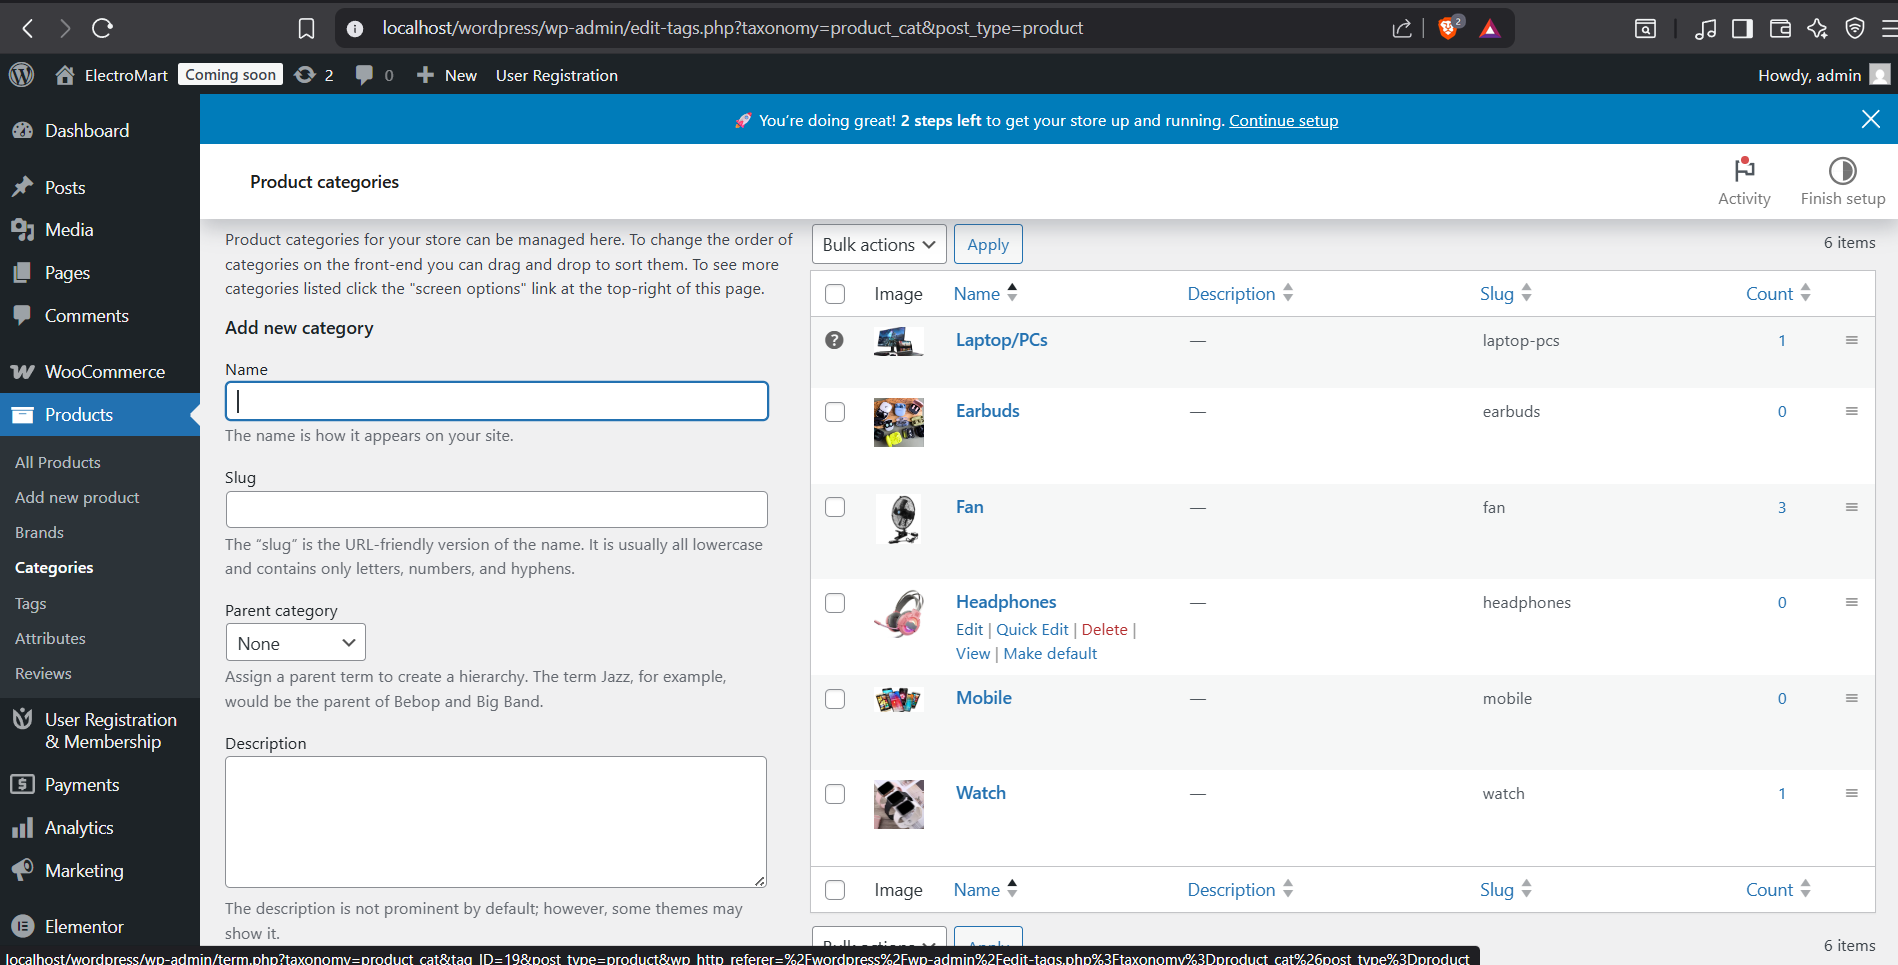 localhost/wordpress/wp-admin/edit-tags.php?taxonomy=product_cat&post_type=product
2
ElectroMart
Coming soon
2
0
New
User Registration
Howdy, admin
Dashboard
Posts
Media
Pages
Comments
WooCommerce
Products
All Products
Add new product
Brands
Categories
Tags
Attributes
Reviews
User Registration
& Membership
Payments
Analytics
Marketing
Elementor
🚀 You're doing great! 2 steps left to get your store up and running. Continue setup
Product categories
Activity
Finish setup
Product categories for your store can be managed here. To change the order of
categories on the front-end you can drag and drop to sort them. To see more
categories listed click the "screen options" link at the top-right of this page.
Add new category
Name
The name is how it appears on your site.
Slug
The “slug” is the URL-friendly version of the name. It is usually all lowercase
and contains only letters, numbers, and hyphens.
Parent category
None
Assign a parent term to create a hierarchy. The term Jazz, for example,
would be the parent of Bebop and Big Band.
Description
The description is not prominent by default; however, some themes may
show it.
Bulk actions
Apply
6 items
Image Name Description Slug Count
Laptop/PCs — laptop-pcs 1
Earbuds — earbuds 0
Fan — fan 3
Headphones — headphones 0
Edit | Quick Edit | Delete |
View | Make default
Mobile — mobile 0
Watch — watch 1
Image Name Description Slug Count
Bulk actions
Apply
6 items
localhost/wordpress/wp-admin/term.php?taxonomy=product_cat&tag_ID=19&post_type=product&wp_http_referer=%2Fwordpress%2Fwp-admin%2Fedit-tags.php%3Ftaxonomy%3Dproduct_cat%26post_type%3Dproduct